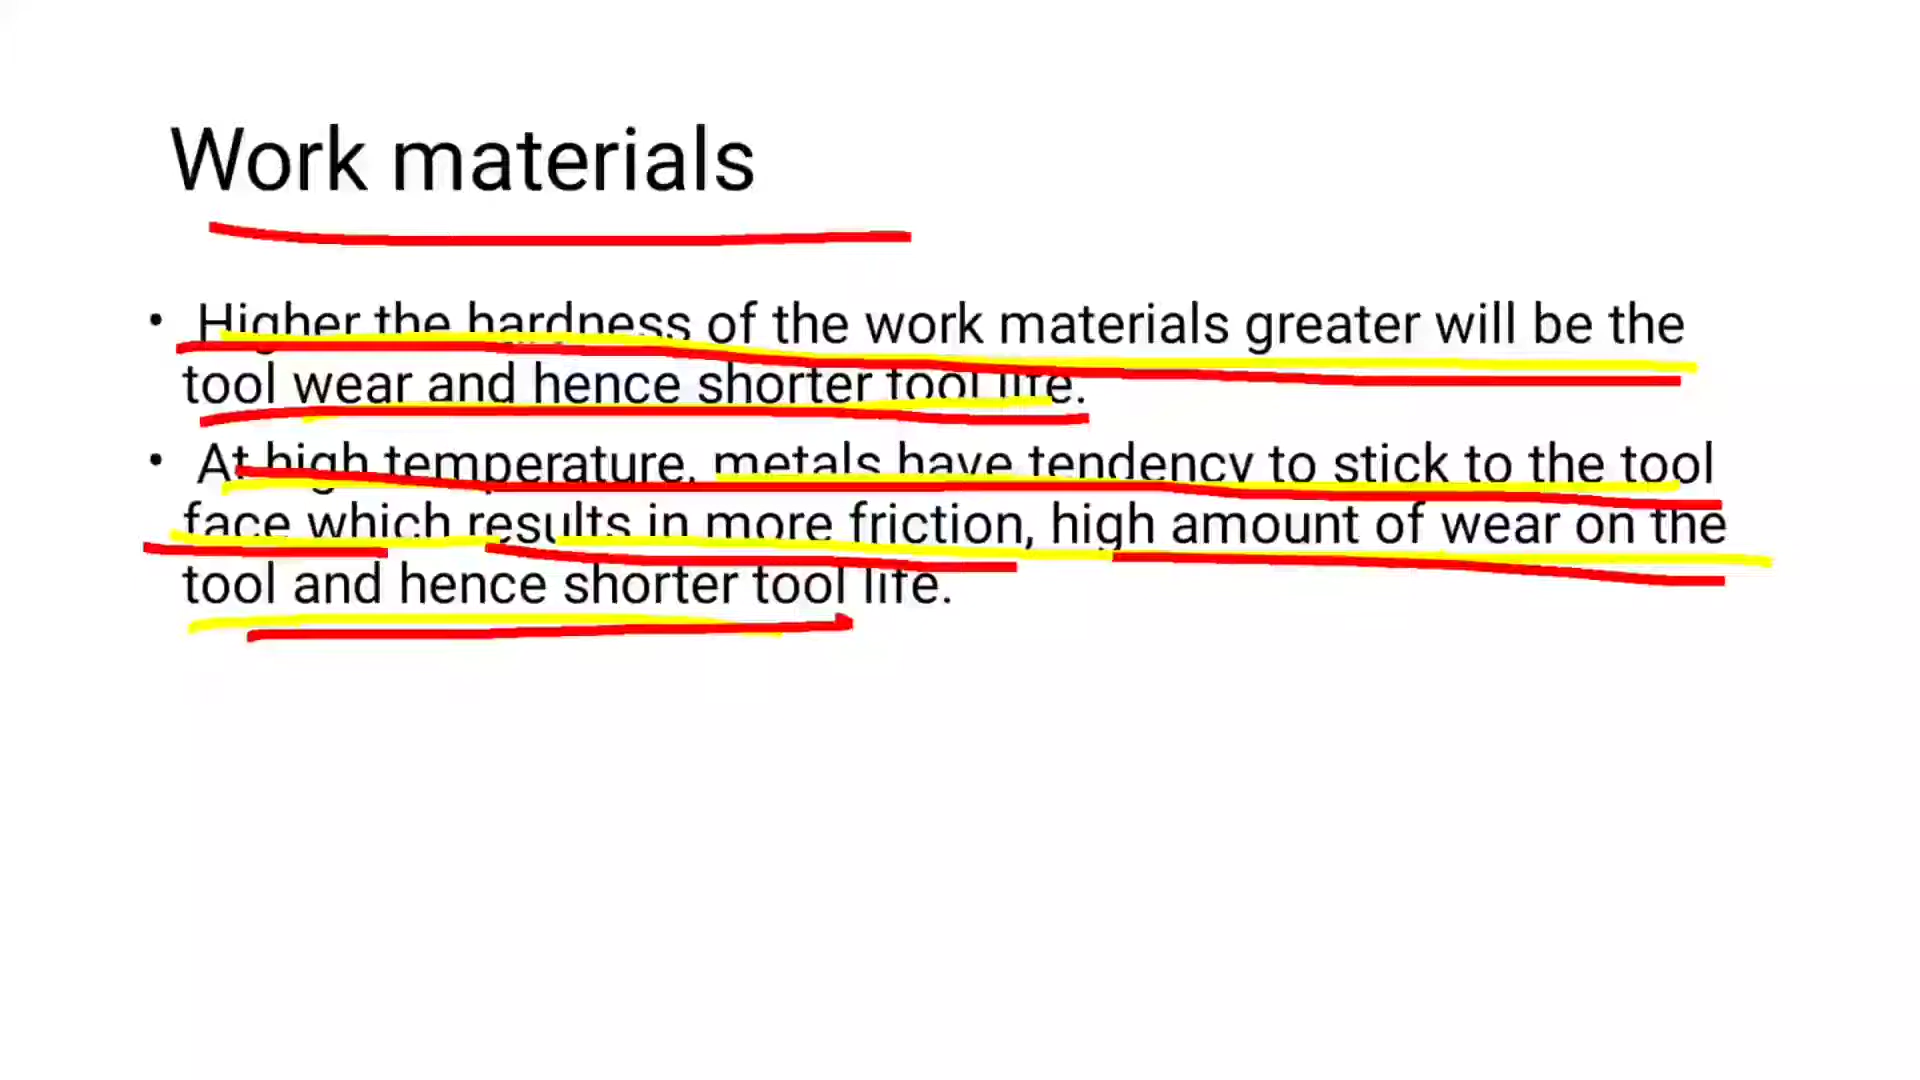 Work materials
• Higher the hardness of the work materials greater will be the
tool wear and hence shorter tool life.
• At high temperature, metals have tendency to stick to the tool
face which results in more friction, high amount of wear on the
tool and hence shorter tool life.